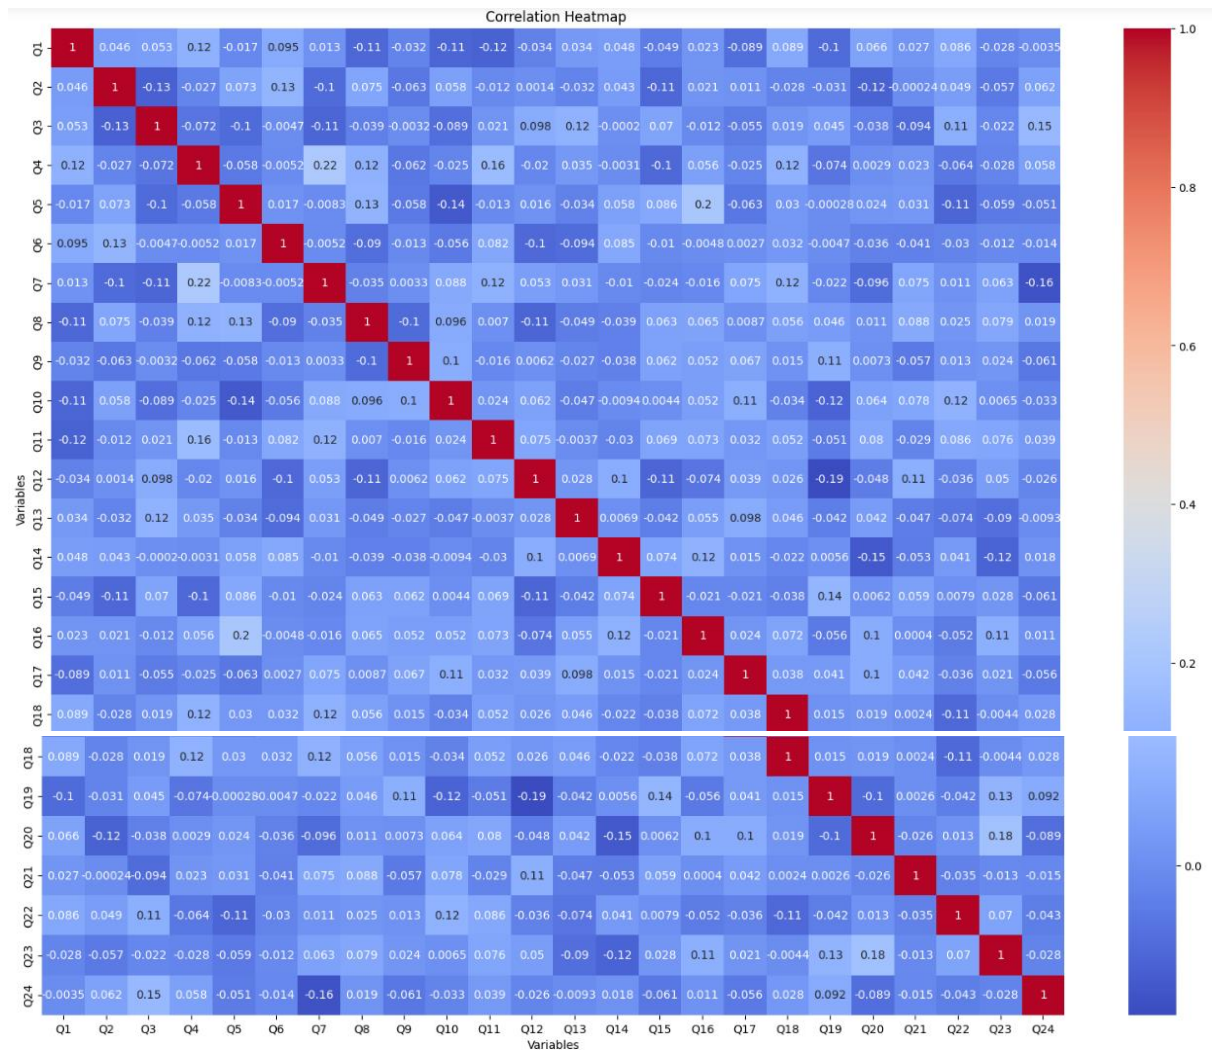 Correlation Heatmap
Q1 1 0.046 0.053 0.12 -0.017 0.095 0.013 -0.11 -0.032 -0.11 -0.12 -0.034 0.034 0.048 -0.049 0.023 -0.089 0.089 -0.1 0.066 0.027 0.086 -0.028 -0.0035
Q2 0.046 1 -0.13 -0.027 0.073 0.13 -0.1 0.075 -0.063 0.058 -0.012 0.0014 -0.032 0.043 -0.11 0.021 0.011 -0.028 -0.031 -0.12 -0.00024 0.049 -0.057 0.062
Q3 0.053 -0.13 1 -0.072 -0.1 -0.0047 -0.11 -0.039 -0.0032 -0.089 0.021 0.098 0.12 -0.0002 0.07 -0.012 -0.055 0.019 0.045 -0.038 -0.094 0.11 -0.022 0.15
Q4 0.12 -0.027 -0.072 1 -0.058 -0.0052 0.22 0.12 -0.062 -0.025 0.16 -0.02 0.035 -0.0031 -0.1 0.056 -0.025 0.12 -0.074 0.0029 0.023 -0.064 -0.028 0.058
Q5 -0.017 0.073 -0.1 -0.058 1 0.017 -0.0083 0.13 -0.058 -0.14 -0.013 0.016 -0.034 0.058 0.086 0.2 -0.063 0.03 -0.00028 0.024 0.031 -0.11 -0.059 -0.051
Q6 0.095 0.13 -0.0047 -0.0052 0.017 1 -0.0052 -0.09 -0.013 -0.056 0.082 -0.1 -0.094 0.085 -0.01 -0.0048 0.0027 0.032 -0.0047 -0.036 -0.041 -0.03 -0.012 -0.014
Q7 0.013 -0.1 -0.11 0.22 -0.0083 -0.0052 1 -0.035 0.0033 0.088 0.12 0.053 0.031 -0.01 -0.024 -0.016 0.075 0.12 -0.022 -0.096 0.075 0.011 0.063 -0.16
Q8 -0.11 0.075 -0.039 0.12 0.13 -0.09 -0.035 1 -0.1 0.096 0.007 -0.11 -0.049 -0.039 0.063 0.065 0.0087 0.056 0.046 0.011 0.088 0.025 0.079 0.019
Q9 -0.032 -0.063 -0.0032 -0.062 -0.058 -0.013 0.0033 -0.1 1 0.1 -0.016 0.0062 -0.027 -0.038 0.062 0.052 0.067 0.015 0.11 0.0073 -0.057 0.013 0.024 -0.061
Q10 -0.11 0.058 -0.089 -0.025 -0.14 -0.056 0.088 0.096 0.1 1 0.024 0.062 -0.047 -0.0094 0.0044 0.052 0.11 -0.034 -0.12 0.064 0.078 0.12 0.0065 -0.033
Q11 -0.12 -0.012 0.021 0.16 -0.013 0.082 0.12 0.007 -0.016 0.024 1 0.075 -0.0037 -0.03 0.069 0.073 0.032 0.052 -0.051 0.08 -0.029 0.086 0.076 0.039
Q12 -0.034 0.0014 0.098 -0.02 0.016 -0.1 0.053 -0.11 0.0062 0.062 0.075 1 0.028 0.1 -0.11 -0.074 0.039 0.026 -0.19 -0.048 0.11 -0.036 0.05 -0.026
Variables
Q13 0.034 -0.032 0.12 0.035 -0.034 -0.094 0.031 -0.049 -0.027 -0.047 -0.0037 0.028 1 0.0069 -0.042 0.055 0.098 0.046 -0.042 0.042 -0.047 -0.074 -0.09 -0.0093
Q14 0.048 0.043 -0.0002 -0.0031 0.058 0.085 -0.01 -0.039 -0.038 -0.0094 -0.03 0.1 0.0069 1 0.074 0.12 0.015 -0.022 0.0056 -0.15 -0.053 0.041 -0.12 0.018
Q15 -0.049 -0.11 0.07 -0.1 0.086 -0.01 -0.024 0.063 0.062 0.0044 0.069 -0.11 -0.042 0.074 1 -0.021 -0.021 -0.038 0.14 0.0062 0.059 0.0079 0.028 -0.061
Q16 0.023 0.021 -0.012 0.056 0.2 -0.0048 -0.016 0.065 0.052 0.052 0.073 -0.074 0.055 0.12 -0.021 1 0.024 0.072 -0.056 0.1 0.0004 -0.052 0.11 0.011
Q17 -0.089 0.011 -0.055 -0.025 -0.063 0.0027 0.075 0.0087 0.067 0.11 0.032 0.039 0.098 0.015 -0.021 0.024 1 0.038 0.041 0.1 0.042 -0.036 0.021 -0.056
Q18 0.089 -0.028 0.019 0.12 0.03 0.032 0.12 0.056 0.015 -0.034 0.052 0.026 0.046 -0.022 -0.038 0.072 0.038 1 0.015 0.019 0.0024 -0.11 -0.0044 0.028
Q18 0.089 -0.028 0.019 0.12 0.03 0.032 0.12 0.056 0.015 -0.034 0.052 0.026 0.046 -0.022 -0.038 0.072 0.038 1 0.015 0.019 0.0024 -0.11 -0.0044 0.028
Q19 -0.1 -0.031 0.045 -0.074 -0.00028 -0.0047 -0.022 0.046 0.11 -0.12 -0.051 -0.19 -0.042 0.0056 0.14 -0.056 0.041 0.015 1 -0.1 0.0026 -0.042 0.13 0.092
Q20 0.066 -0.12 -0.038 0.0029 0.024 -0.036 -0.096 0.011 0.0073 0.064 0.08 -0.048 0.042 -0.15 0.0062 0.1 0.1 0.019 -0.1 1 -0.026 0.013 0.18 -0.089
Q21 0.027 -0.00024 -0.094 0.023 0.031 -0.041 0.075 0.088 -0.057 0.078 -0.029 0.11 -0.047 -0.053 0.059 0.0004 0.042 0.0024 0.0026 -0.026 1 -0.035 -0.013 -0.015
Q22 0.086 0.049 0.11 -0.064 -0.11 -0.03 0.011 0.025 0.013 0.12 0.086 -0.036 -0.074 0.041 0.0079 -0.052 -0.036 -0.11 -0.042 0.013 -0.035 1 0.07 -0.043
Q23 -0.028 -0.057 -0.022 -0.028 -0.059 -0.012 0.063 0.079 0.024 0.0065 0.076 0.05 -0.09 -0.12 0.028 0.11 0.021 -0.0044 0.13 0.18 -0.013 0.07 1 -0.028
Q24 -0.0035 0.062 0.15 0.058 -0.051 -0.014 -0.16 0.019 -0.061 -0.033 0.039 -0.026 -0.0093 0.018 -0.061 0.011 -0.056 0.028 0.092 -0.089 -0.015 -0.043 -0.028 1
Q1 Q2 Q3 Q4 Q5 Q6 Q7 Q8 Q9 Q10 Q11 Q12 Q13 Q14 Q15 Q16 Q17 Q18 Q19 Q20 Q21 Q22 Q23 Q24
Variables
1.0
0.8
0.6
0.4
0.2
0.0